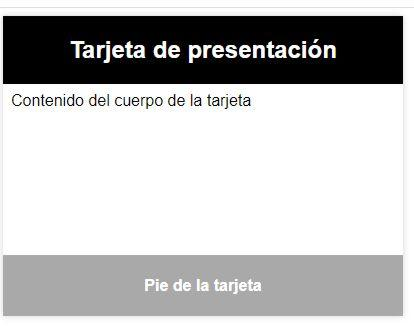 Tarjeta de presentación
Contenido del cuerpo de la tarjeta
Pie de la tarjeta